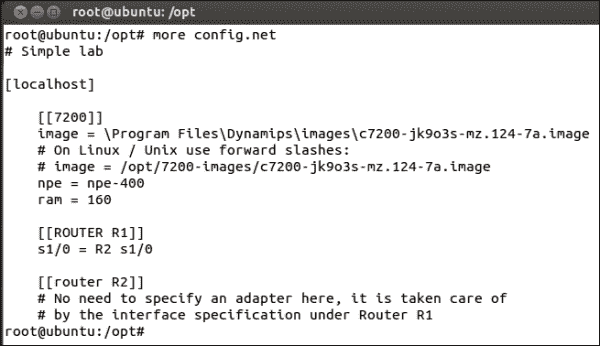 root@ubuntu: /opt
root@ubuntu:/opt# more config.net
# Simple lab
[localhost]
[[7200]]
image = \Program Files\Dynamips\images\c7200-jk9o3s-mz.124-7a.image
# On Linux / Unix use forward slashes:
# image = /opt/7200-images/c7200-jk9o3s-mz.124-7a.image
npe = npe-400
ram = 160
[[ROUTER R1]]
s1/0 = R2 s1/0
[[router R2]]
# No need to specify an adapter here, it is taken care of
# by the interface specification under Router R1
root@ubuntu:/opt#